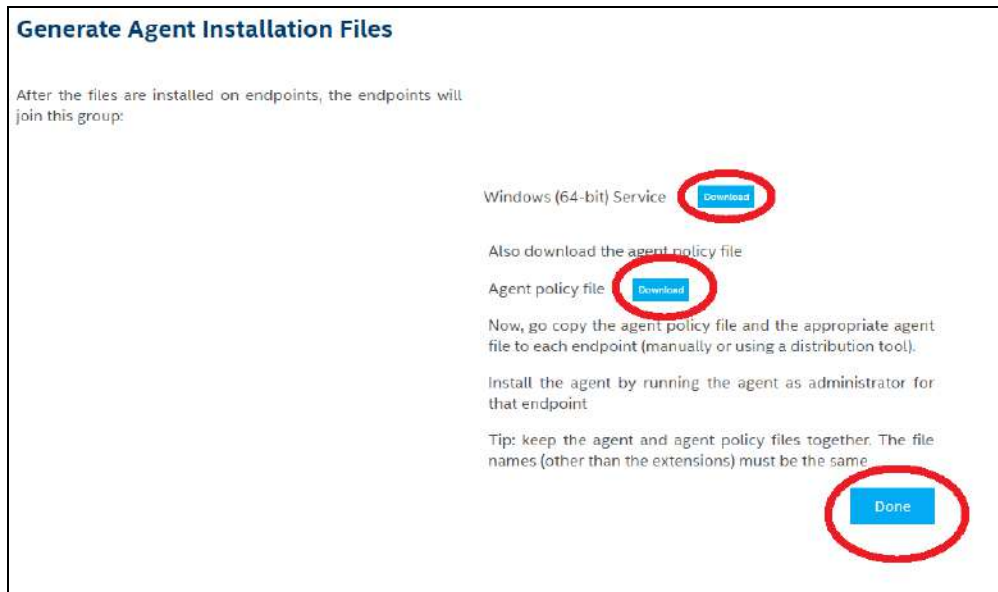 Generate Agent Installation Files
After the files are installed on endpoints, the endpoints will
join this group:
Windows (64-bit) Service Download
Also download the agent policy file
Agent policy file Download
Now, go copy the agent policy file and the appropriate agent
file to each endpoint (manually or using a distribution tool).
Install the agent by running the agent as administrator for
that endpoint
Tip: keep the agent and agent policy files together. The file
names (other than the extensions) must be the same
Done